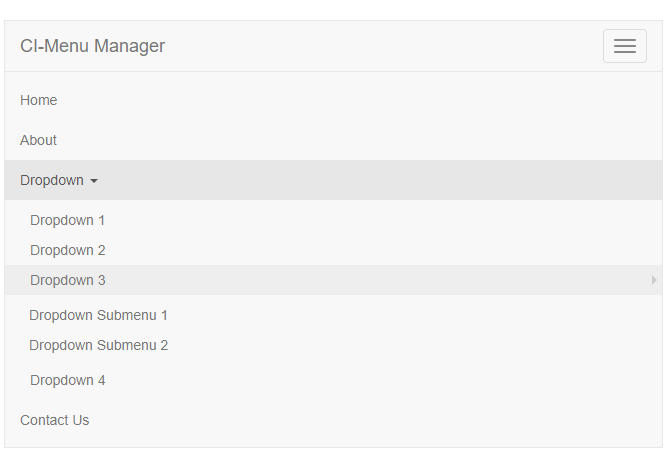 CI-Menu Manager
Home
About
Dropdown
Dropdown 1
Dropdown 2
Dropdown 3
Dropdown Submenu 1
Dropdown Submenu 2
Dropdown 4
Contact Us